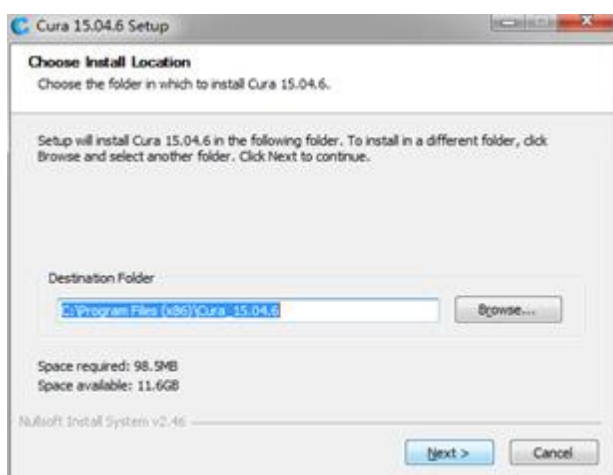 Cura 15.04.6 Setup
Choose Install Location
Choose the folder in which to install Cura 15.04.6.
Setup will install Cura 15.04.6 in the following folder. To install in a different folder, click
Browse and select another folder. Click Next to continue.
Destination Folder
C:\Program Files (x86)\Cura_15.04.6
Browse...
Space required: 98.5MB
Space available: 11.6GB
Nullsoft Install System v2.46
Next >
Cancel